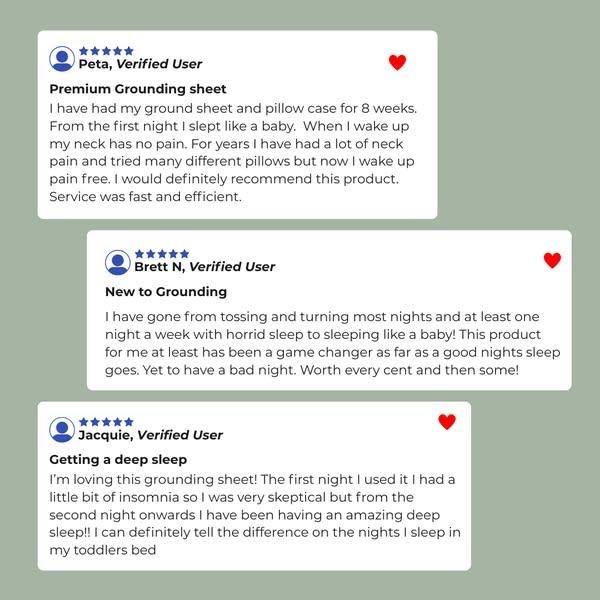 Peta, Verified User
Premium Grounding sheet
I have had my ground sheet and pillow case for 8 weeks.
From the first night I slept like a baby. When I wake up
my neck has no pain. For years I have had a lot of neck
pain and tried many different pillows but now I wake up
pain free. I would definitely recommend this product.
Service was fast and efficient.
Brett N, Verified User
New to Grounding
I have gone from tossing and turning most nights and at least one
night a week with horrid sleep to sleeping like a baby! This product
for me at least has been a game changer as far as a good nights sleep
goes. Yet to have a bad night. Worth every cent and then some!
Jacquie, Verified User
Getting a deep sleep
I'm loving this grounding sheet! The first night I used it I had a
little bit of insomnia so I was very skeptical but from the
second night onwards I have been having an amazing deep
sleep!! I can definitely tell the difference on the nights I sleep in
my toddlers bed